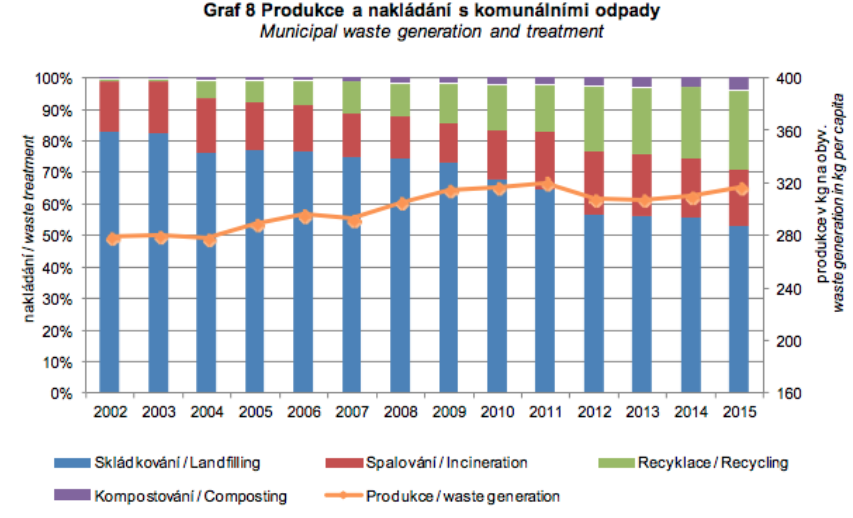 Graf 8 Produkce a nakládání s komunálními odpady
Municipal waste generation and treatment
nakládání / waste treatment
100%
90%
80%
70%
60%
50%
40%
30%
20%
10%
0%
400
360
320
280
240
200
160
produkce v kg na obyv.
waste generation in kg per capita
2002 2003 2004 2005 2006 2007 2008 2009 2010 2011 2012 2013 2014 2015
Skládkování / Landfilling Spalování / Incineration Recyklace / Recycling
Kompostování / Composting Produkce / waste generation